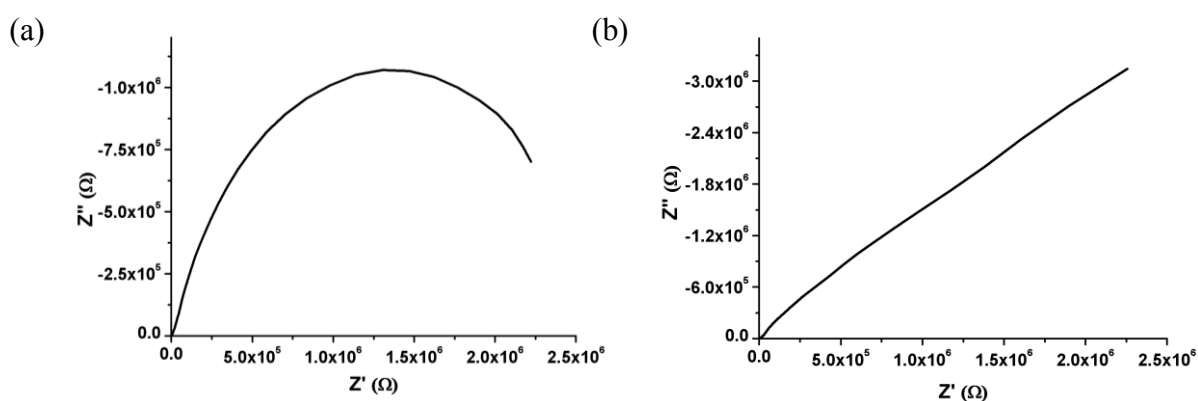 (a)
-1.0x10⁶
-7.5x10⁵
-5.0x10⁵
-2.5x10⁵
0.0
Z'' (Ω)
0.0 5.0x10⁵ 1.0x10⁶ 1.5x10⁶ 2.0x10⁶ 2.5x10⁶
Z' (Ω)
(b)
-3.0x10⁶
-2.4x10⁶
-1.8x10⁶
-1.2x10⁶
-6.0x10⁵
0.0
Z'' (Ω)
0.0 5.0x10⁵ 1.0x10⁶ 1.5x10⁶ 2.0x10⁶ 2.5x10⁶
Z' (Ω)